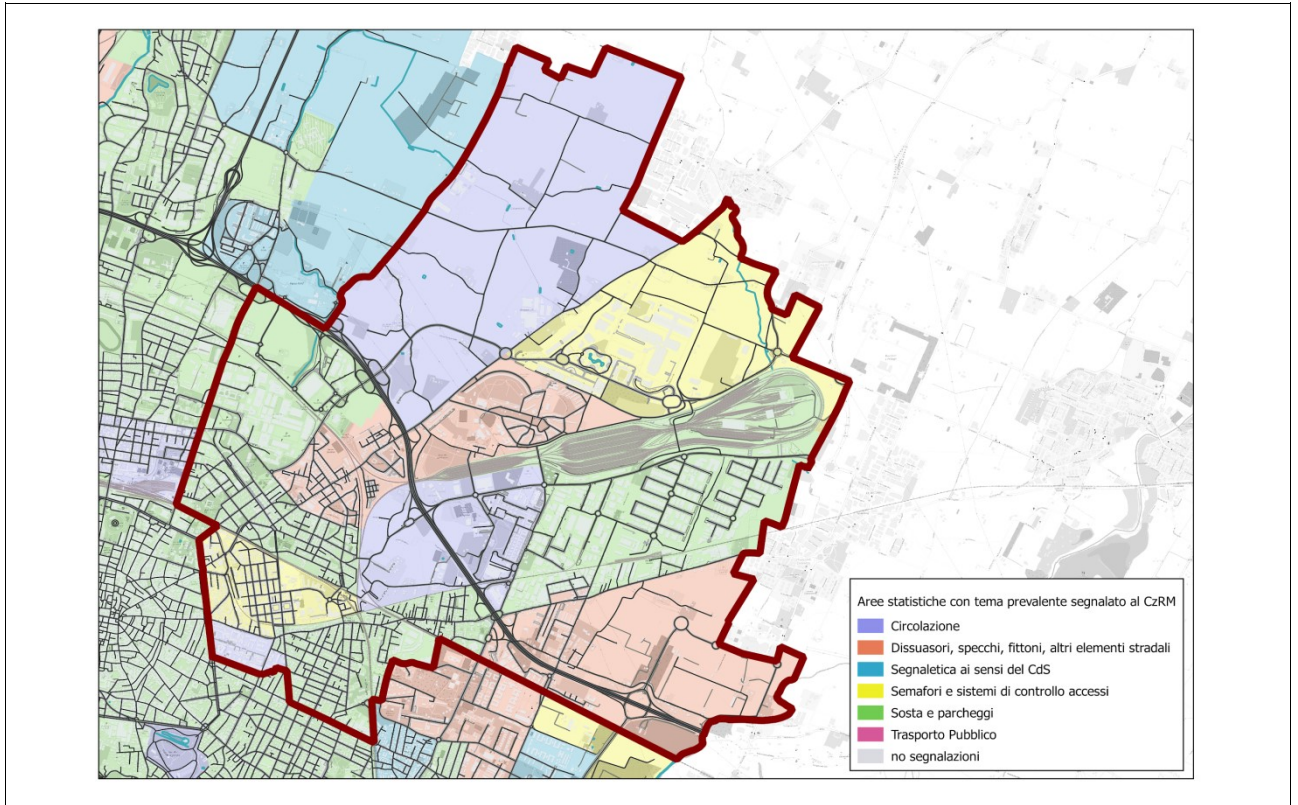 Aree statistiche con tema prevalente segnalato al CzRM
Circolazione
Dissuasori, specchi, fittoni, altri elementi stradali
Segnaletica ai sensi del CdS
Semafori e sistemi di controllo accessi
Sosta e parcheggi
Trasporto Pubblico
no segnalazioni